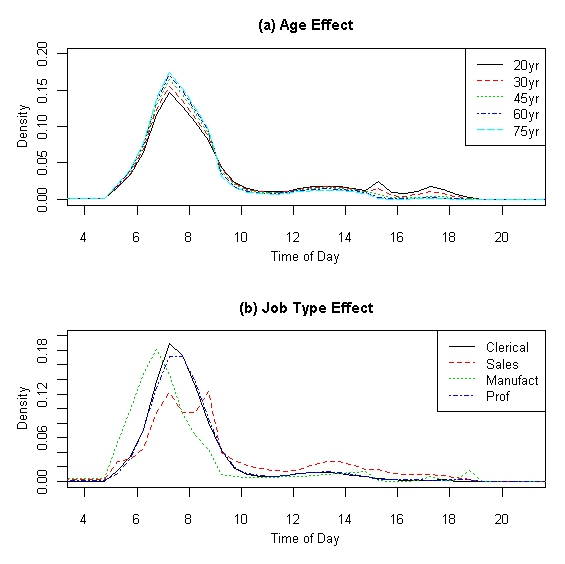 (a) Age Effect
Density
0.00 0.05 0.10 0.15 0.20
20yr
30yr
45yr
60yr
75yr
4 6 8 10 12 14 16 18 20
Time of Day
(b) Job Type Effect
Density
0.00 0.06 0.12 0.18
Clerical
Sales
Manufact
Prof
4 6 8 10 12 14 16 18 20
Time of Day